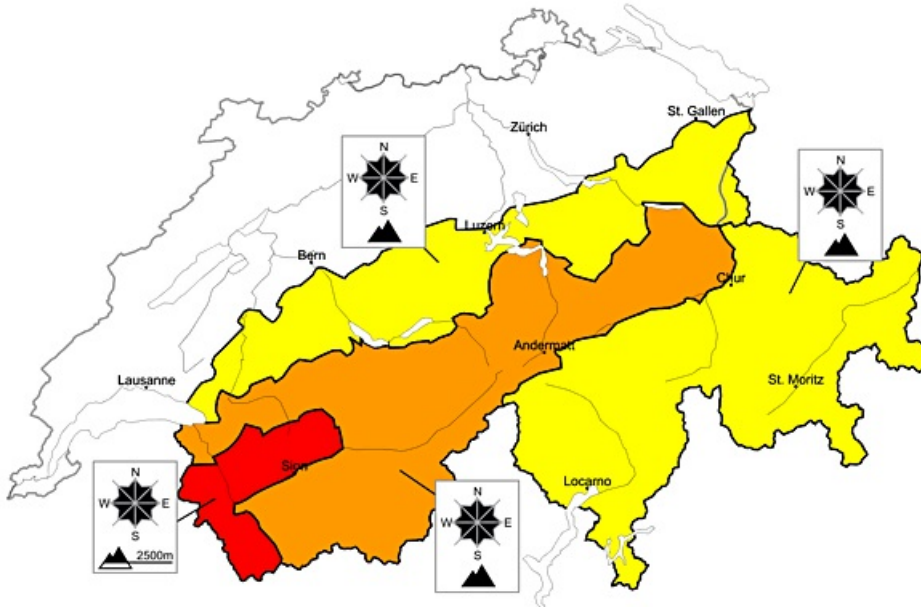 St. Gallen
Zürich
N
W E
S
N
W E
S
Luzern
Bern
Chur
Andermatt
Lausanne
St. Moritz
Sion
Locarno
N
W E
S
2500m
N
W E
S